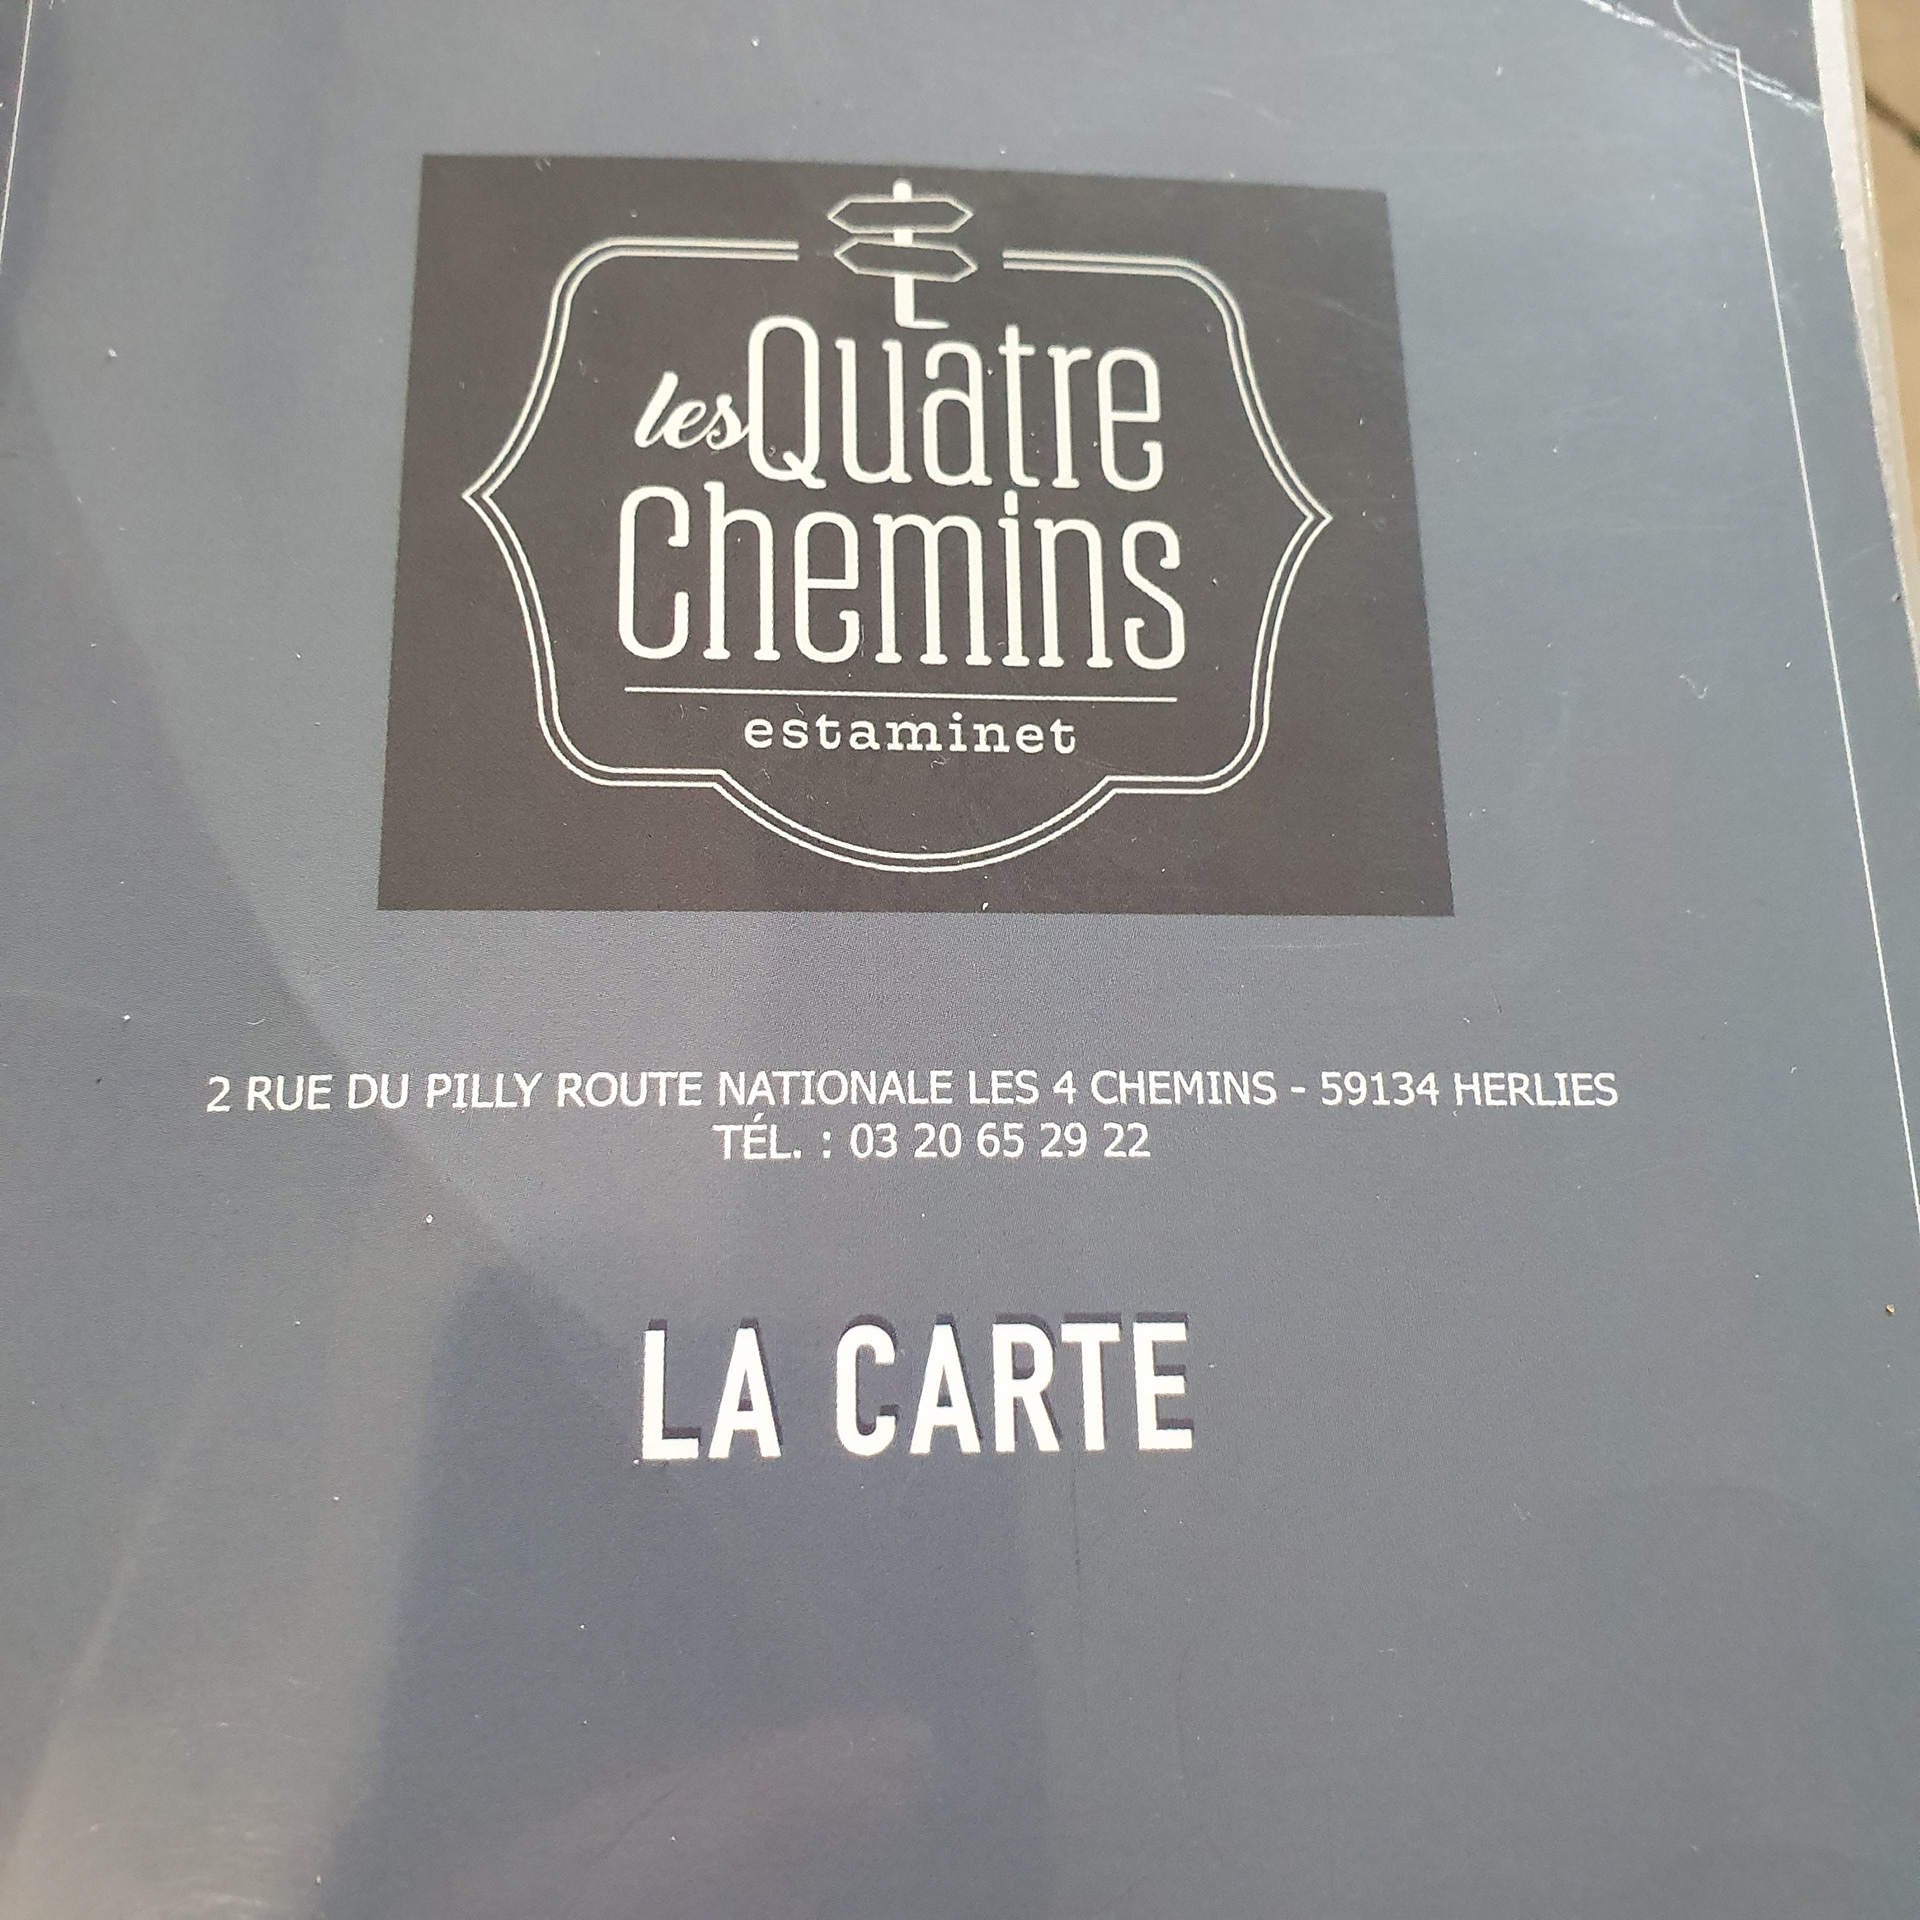 les Quatre
Chemins
estaminet
2 RUE DU PILLY ROUTE NATIONALE LES 4 CHEMINS - 59134 HERLIES
TÉL. : 03 20 65 29 22
LA CARTE